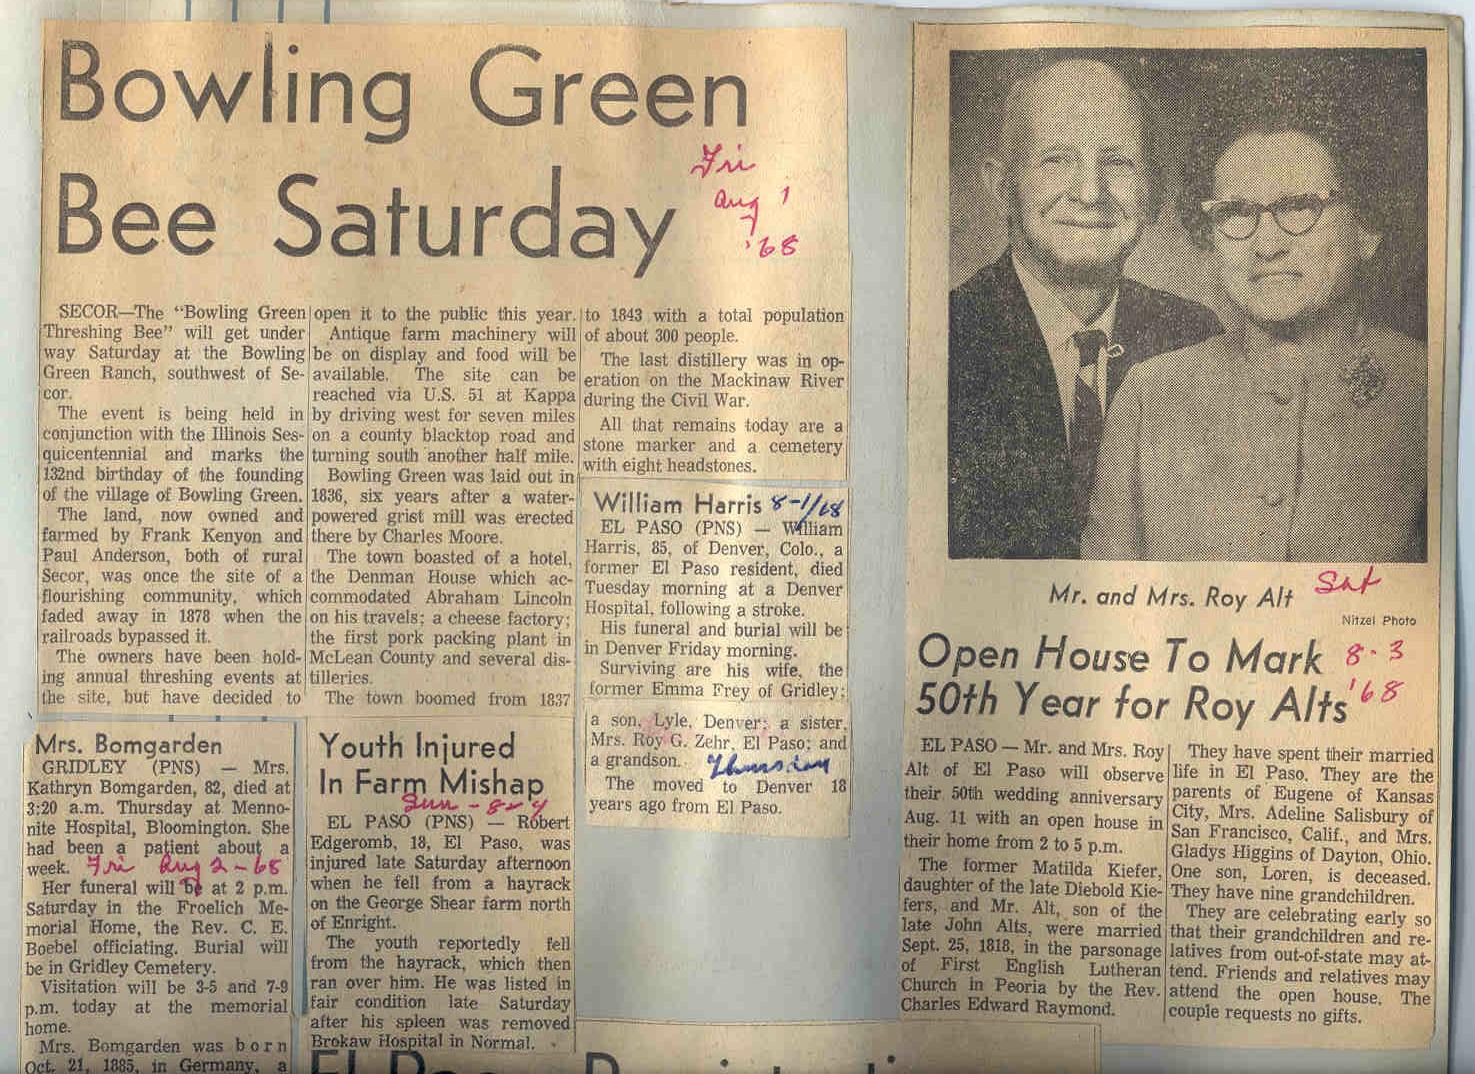 Bowling Green
Bee Saturday
Fri
Aug 1
'68
SECOR—The "Bowling Green
Threshing Bee" will get under
way Saturday at the Bowling
Green Ranch, southwest of Se-
cor.
The event is being held in
conjunction with the Illinois Ses-
quicentennial and marks the
132nd birthday of the founding
of the village of Bowling Green.
The land, now owned and
farmed by Frank Kenyon and
Paul Anderson, both of rural
Secor, was once the site of a
flourishing community, which
faded away in 1878 when the
railroads bypassed it.
The owners have been hold-
ing annual threshing events at
the site, but have decided to
open it to the public this year.
Antique farm machinery will
be on display and food will be
available. The site can be
reached via U.S. 51 at Kappa
by driving west for seven miles
on a county blacktop road and
turning south another half mile.
Bowling Green was laid out in
1836, six years after a water-
powered grist mill was erected
there by Charles Moore.
The town boasted of a hotel,
the Denman House which ac-
commodated Abraham Lincoln
on his travels; a cheese factory;
the first pork packing plant in
McLean County and several dis-
tilleries.
The town boomed from 1837
to 1843 with a total population
of about 300 people.
The last distillery was in op-
eration on the Mackinaw River
during the Civil War.
All that remains today are a
stone marker and a cemetery
with eight headstones.
William Harris 8-1/68
EL PASO (PNS) — William
Harris, 85, of Denver, Colo., a
former El Paso resident, died
Tuesday morning at a Denver
Hospital, following a stroke.
His funeral and burial will be
in Denver Friday morning.
Surviving are his wife, the
former Emma Frey of Gridley;
a son, Lyle, Denver; a sister,
Mrs. Roy G. Zehr, El Paso; and
a grandson. Thursday
The moved to Denver 18
years ago from El Paso.
Mrs. Bomgarden
GRIDLEY (PNS) — Mrs.
Kathryn Bomgarden, 82, died at
3:20 a.m. Thursday at Menno-
nite Hospital, Bloomington. She
had been a patient about a
week. Fri Aug 2-68
Her funeral will be at 2 p.m.
Saturday in the Froelich Me-
morial Home, the Rev. C. E.
Boebel officiating. Burial will
be in Gridley Cemetery.
Visitation will be 3-5 and 7-9
p.m. today at the memorial
home.
Mrs. Bomgarden was born
Oct. 21, 1885, in Germany, a
Youth Injured
In Farm Mishap
Sun - 8-4
EL PASO (PNS) — Robert
Edgeromb, 18, El Paso, was
injured late Saturday afternoon
when he fell from a hayrack
on the George Shear farm north
of Enright.
The youth reportedly fell
from the hayrack, which then
ran over him. He was listed in
fair condition late Saturday
after his spleen was removed
Brokaw Hospital in Normal.
Mr. and Mrs. Roy Alt Sat
Nitzel Photo
Open House To Mark 8-3
50th Year for Roy Alts '68
EL PASO — Mr. and Mrs. Roy
Alt of El Paso will observe
their 50th wedding anniversary
Aug. 11 with an open house in
their home from 2 to 5 p.m.
The former Matilda Kiefer,
daughter of the late Diebold Kie-
fers, and Mr. Alt, son of the
late John Alts, were married
Sept. 25, 1818, in the parsonage
of First English Lutheran
Church in Peoria by the Rev.
Charles Edward Raymond.
They have spent their married
life in El Paso. They are the
parents of Eugene of Kansas
City, Mrs. Adeline Salisbury of
San Francisco, Calif., and Mrs.
Gladys Higgins of Dayton, Ohio.
One son, Loren, is deceased.
They have nine grandchildren.
They are celebrating early so
that their grandchildren and re-
latives from out-of-state may at-
tend. Friends and relatives may
attend the open house. The
couple requests no gifts.